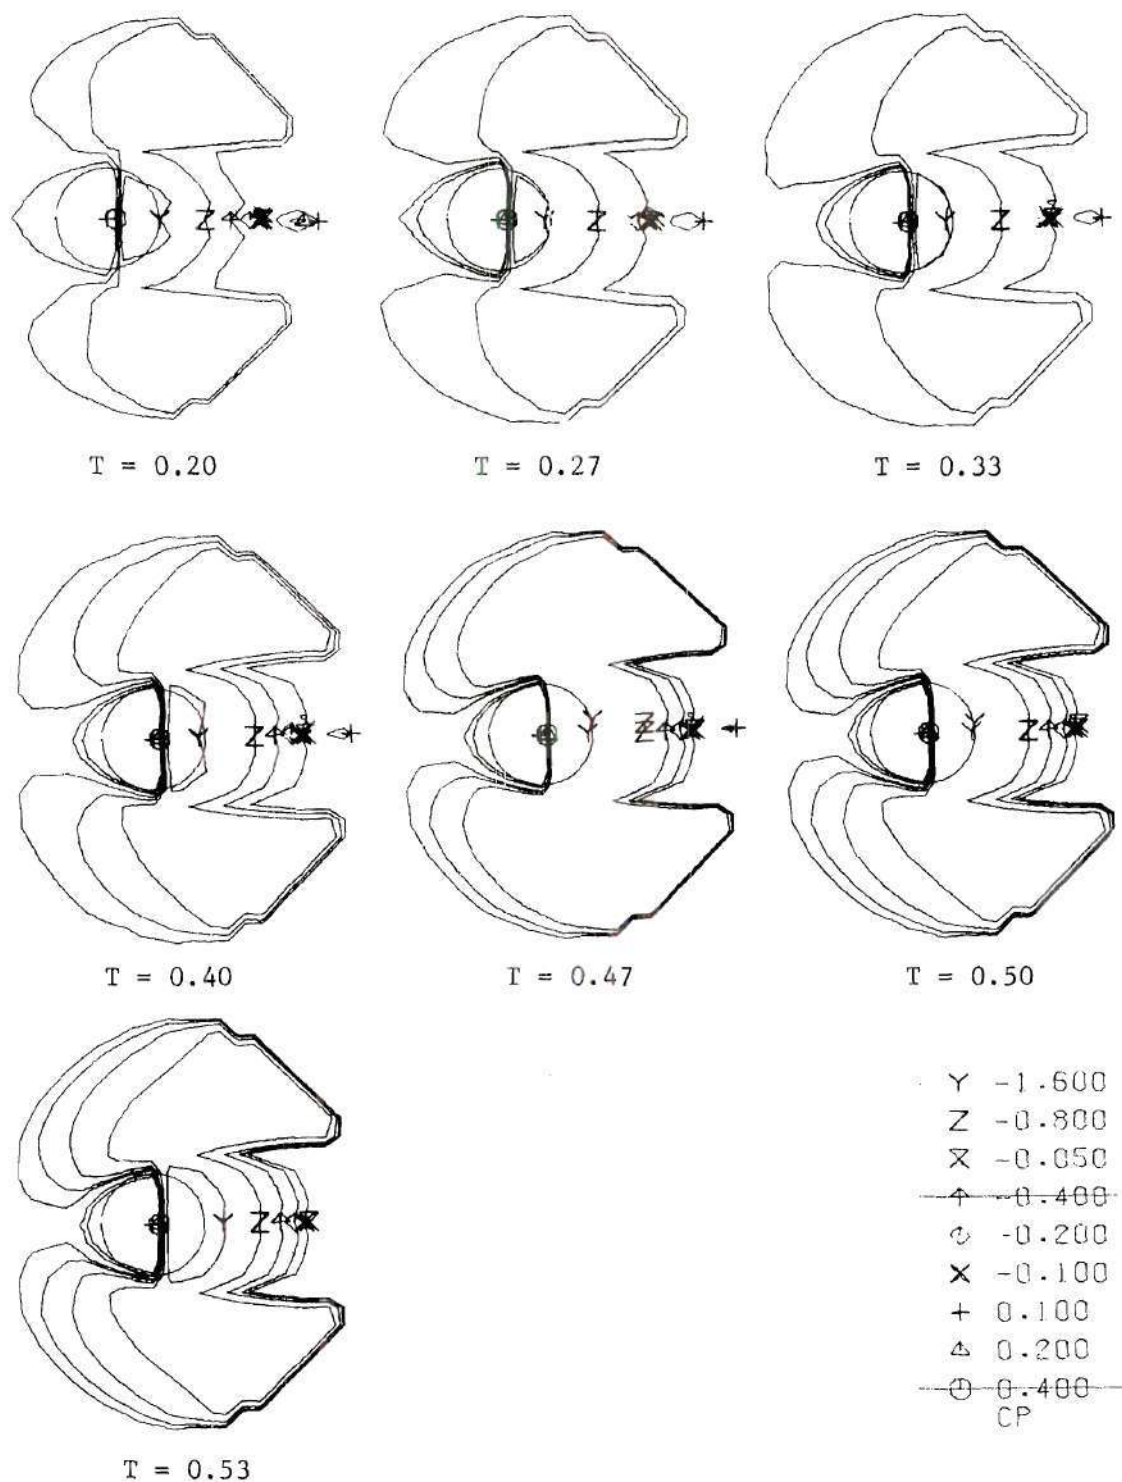 T = 0.20
T = 0.27
T = 0.33
T = 0.40
T = 0.47
T = 0.50
Y -1.600
Z -0.800
-0.050
-0.400
-0.200
X -0.100
+ 0.100
0.200
0.400
CP
T = 0.53